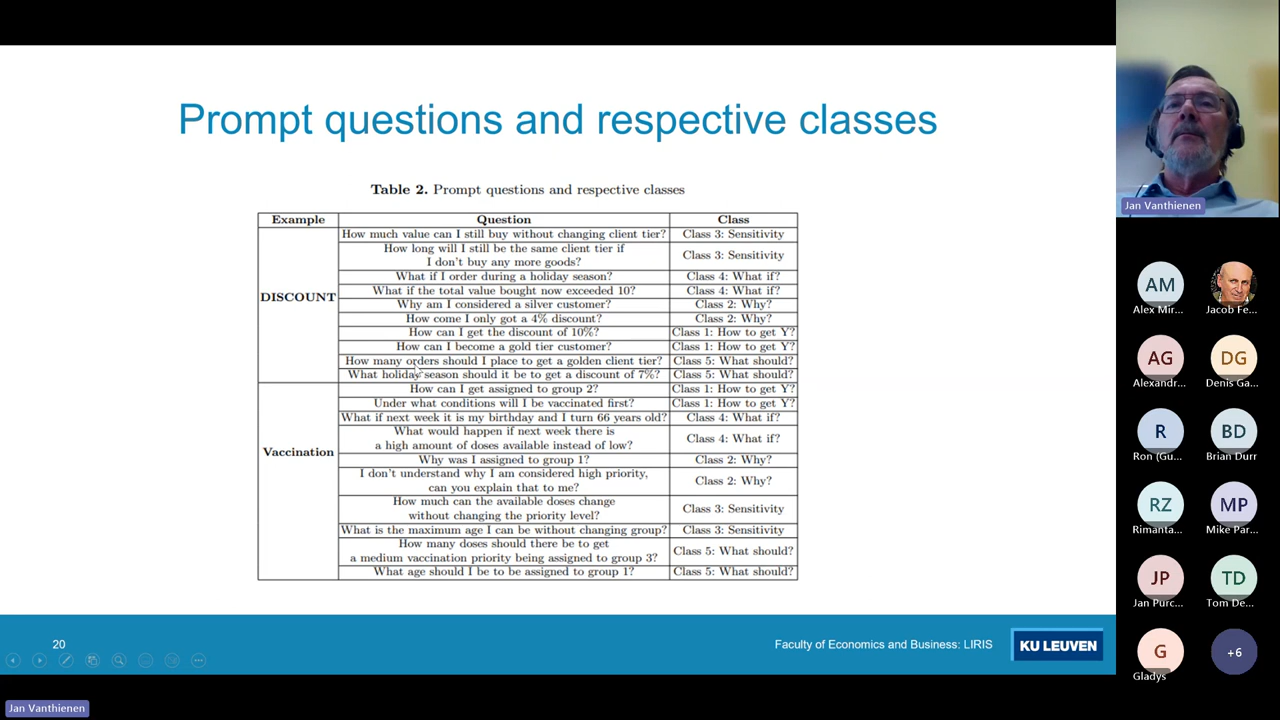 Prompt questions and respective classes
Table 2. Prompt questions and respective classes
Example Question Class
DISCOUNT
How much value can I still buy without changing client tier? Class 3: Sensitivity
How long will I still be the same client tier if
I don't buy any more goods? Class 3: Sensitivity
What if I order during a holiday season? Class 4: What if?
What if the total value bought now exceeded 10? Class 4: What if?
Why am I considered a silver customer? Class 2: Why?
How come I only got a 4% discount? Class 2: Why?
How can I get the discount of 10%? Class 1: How to get Y?
How can I become a gold tier customer? Class 1: How to get Y?
How many orders should I place to get a golden client tier? Class 5: What should?
What holiday season should it be to get a discount of 7%? Class 5: What should?
Vaccination
How can I get assigned to group 2? Class 1: How to get Y?
Under what conditions will I be vaccinated first? Class 1: How to get Y?
What if next week it is my birthday and I turn 66 years old? Class 4: What if?
What would happen if next week there is
a high amount of doses available instead of low? Class 4: What if?
Why was I assigned to group 1? Class 2: Why?
I don't understand why I am considered high priority,
can you explain that to me? Class 2: Why?
How much can the available doses change
without changing the priority level? Class 3: Sensitivity
What is the maximum age I can be without changing group? Class 3: Sensitivity
How many doses should there be to get
a medium vaccination priority being assigned to group 3? Class 5: What should?
What age should I be to be assigned to group 1? Class 5: What should?
20
Faculty of Economics and Business: LIRIS
KU LEUVEN
Jan Vanthienen
Jan Vanthienen
AM
Alex Mir...
Jacob Fe...
AG
Alexandr...
DG
Denis Ga...
R
Ron (Gu...
BD
Brian Durr
RZ
Rimanta...
MP
Mike Par...
JP
Jan Purc...
TD
Tom De...
G
Gladys
+6